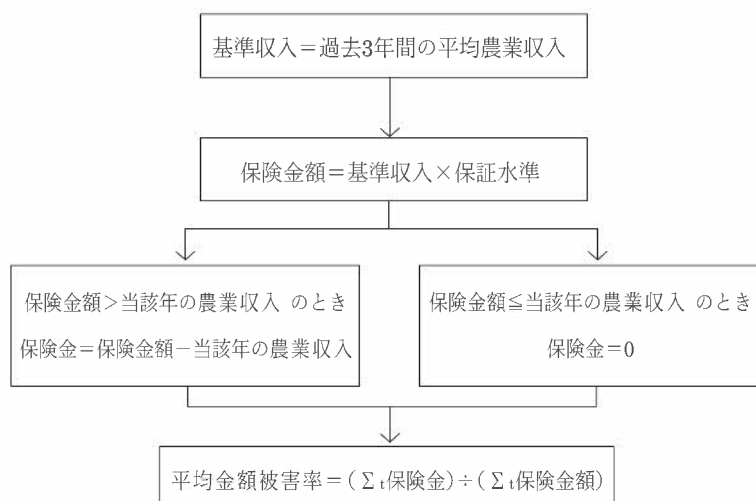 基準収入＝過去3年間の平均農業収入
保険金額＝基準収入×保証水準
保険金額＞当該年の農業収入 のとき
保険金＝保険金額－当該年の農業収入
保険金額≦当該年の農業収入 のとき
保険金＝0
平均金額被害率＝(Σt保険金)÷(Σt保険金額)